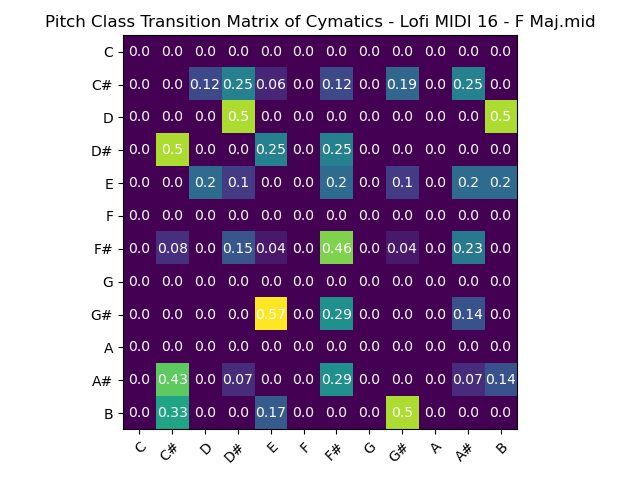 Pitch Class Transition Matrix of Cymatics - Lofi MIDI 16 - F Maj.mid
C 0.0 0.0 0.0 0.0 0.0 0.0 0.0 0.0 0.0 0.0 0.0 0.0
C# 0.0 0.0 0.12 0.25 0.06 0.0 0.12 0.0 0.19 0.0 0.25 0.0
D 0.0 0.0 0.0 0.5 0.0 0.0 0.0 0.0 0.0 0.0 0.0 0.5
D# 0.0 0.5 0.0 0.0 0.25 0.0 0.25 0.0 0.0 0.0 0.0 0.0
E 0.0 0.0 0.2 0.1 0.0 0.0 0.2 0.0 0.1 0.0 0.2 0.2
F 0.0 0.0 0.0 0.0 0.0 0.0 0.0 0.0 0.0 0.0 0.0 0.0
F# 0.0 0.08 0.0 0.15 0.04 0.0 0.46 0.0 0.04 0.0 0.23 0.0
G 0.0 0.0 0.0 0.0 0.0 0.0 0.0 0.0 0.0 0.0 0.0 0.0
G# 0.0 0.0 0.0 0.0 0.57 0.0 0.29 0.0 0.0 0.0 0.14 0.0
A 0.0 0.0 0.0 0.0 0.0 0.0 0.0 0.0 0.0 0.0 0.0 0.0
A# 0.0 0.43 0.0 0.07 0.0 0.0 0.29 0.0 0.0 0.0 0.07 0.14
B 0.0 0.33 0.0 0.0 0.17 0.0 0.0 0.0 0.5 0.0 0.0 0.0
C C# D D# E F F# G G# A A# B